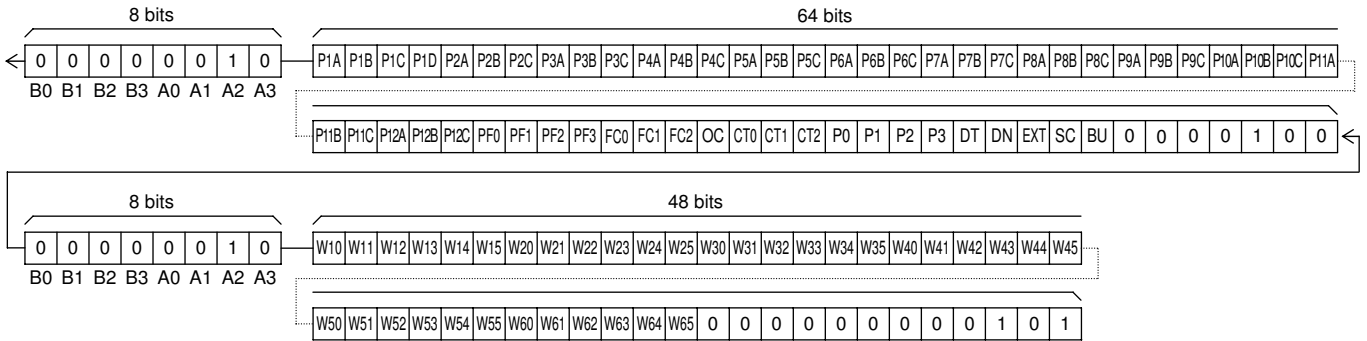 8 bits 64 bits
0 0 0 0 0 0 1 0 P1A P1B P1C P1D P2A P2B P2C P3A P3B P3C P4A P4B P4C P5A P5B P5C P6A P6B P6C P7A P7B P7C P8A P8B P8C P9A P9B P9C P10A P10B P10C P11A
B0 B1 B2 B3 A0 A1 A2 A3
P11B P11C P12A P12B P12C PF0 PF1 PF2 PF3 FC0 FC1 FC2 OC CT0 CT1 CT2 P0 P1 P2 P3 DT DN EXT SC BU 0 0 0 0 1 0 0
8 bits 48 bits
0 0 0 0 0 0 1 0 W10 W11 W12 W13 W14 W15 W20 W21 W22 W23 W24 W25 W30 W31 W32 W33 W34 W35 W40 W41 W42 W43 W44 W45
B0 B1 B2 B3 A0 A1 A2 A3
W50 W51 W52 W53 W54 W55 W60 W61 W62 W63 W64 W65 0 0 0 0 0 0 0 0 0 1 0 1